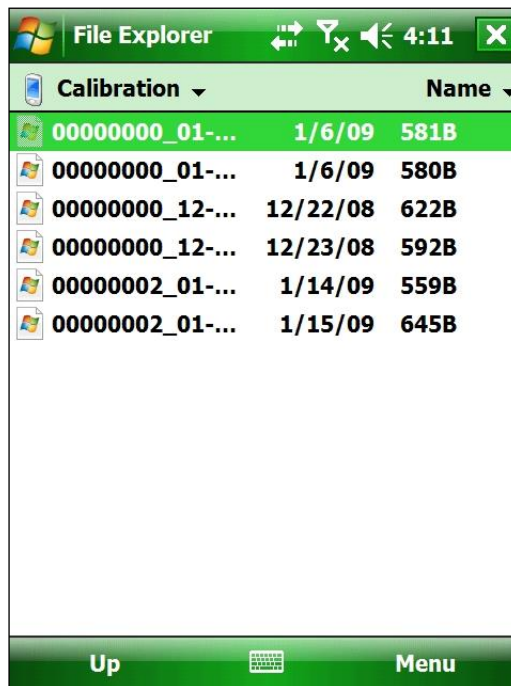 File Explorer 4:11
Calibration Name
00000000_01-... 1/6/09 581B
00000000_01-... 1/6/09 580B
00000000_12-... 12/22/08 622B
00000000_12-... 12/23/08 592B
00000002_01-... 1/14/09 559B
00000002_01-... 1/15/09 645B
Up Menu